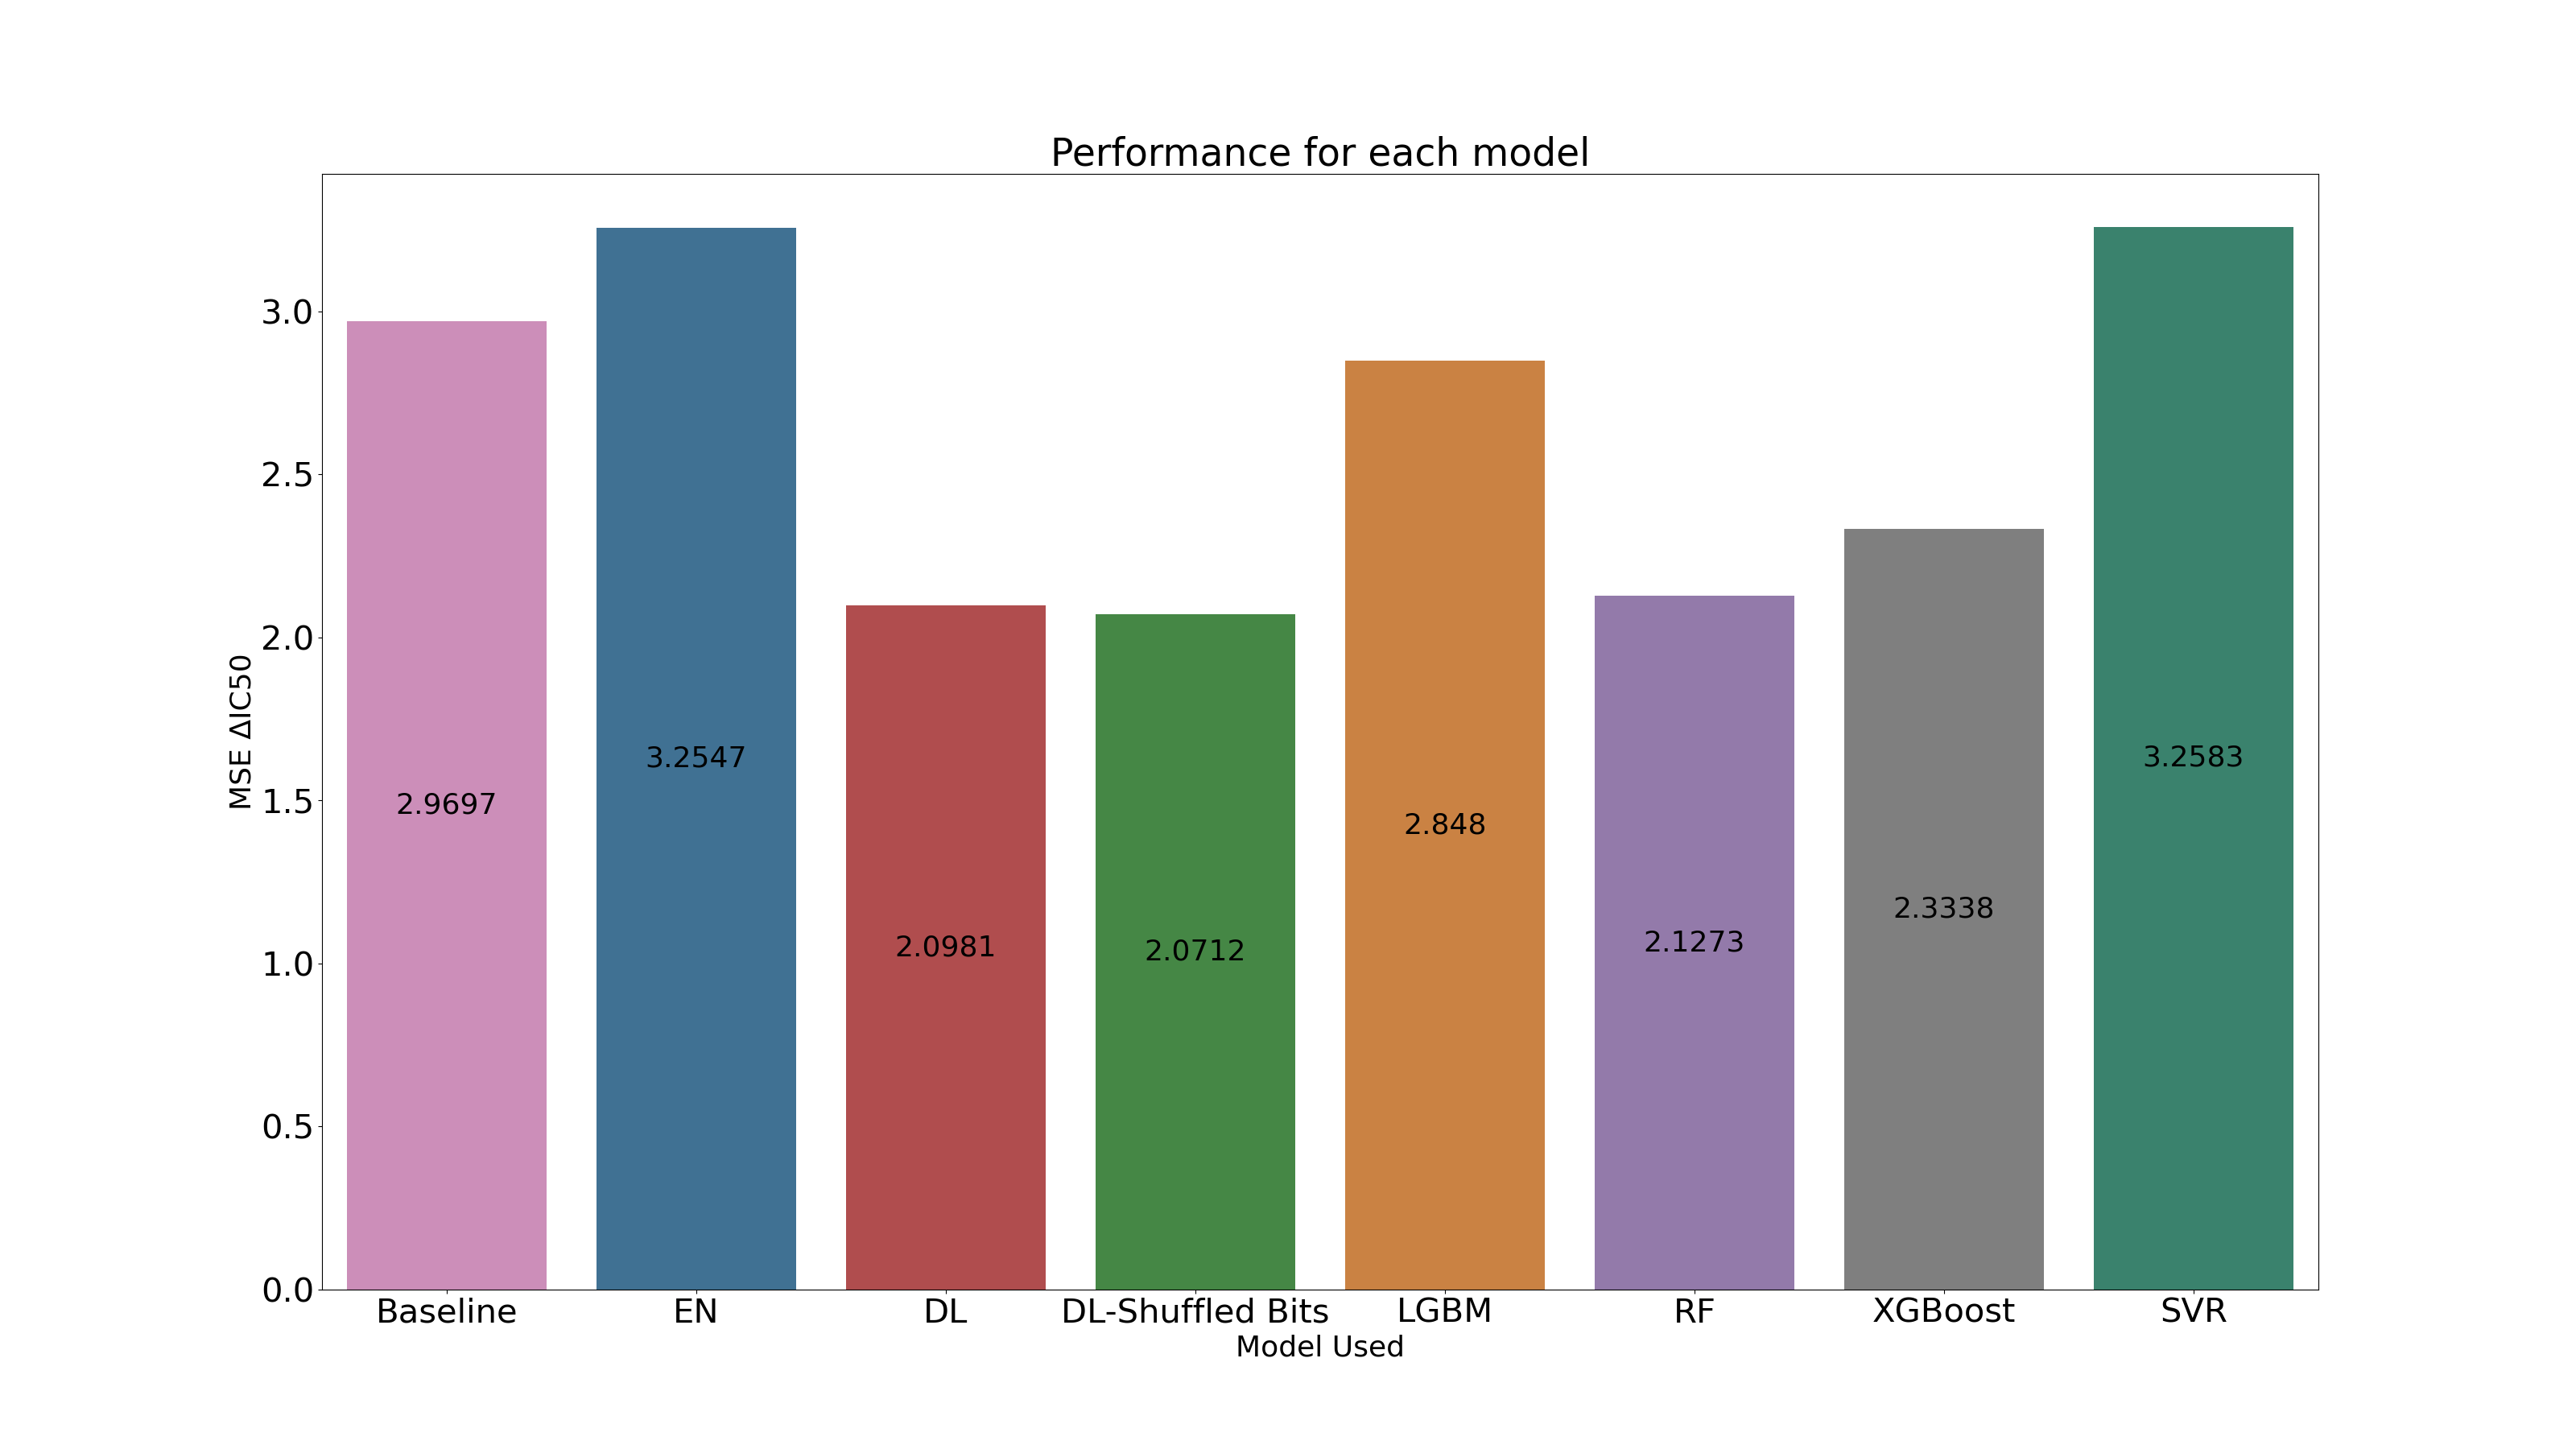 Performance for each model
MSE ΔIC50
3.0
2.5
2.0
1.5
1.0
0.5
0.0
2.9697
3.2547
2.0981
2.0712
2.848
2.1273
2.3338
3.2583
Baseline
EN
DL
DL-Shuffled Bits
LGBM
RF
XGBoost
SVR
Model Used